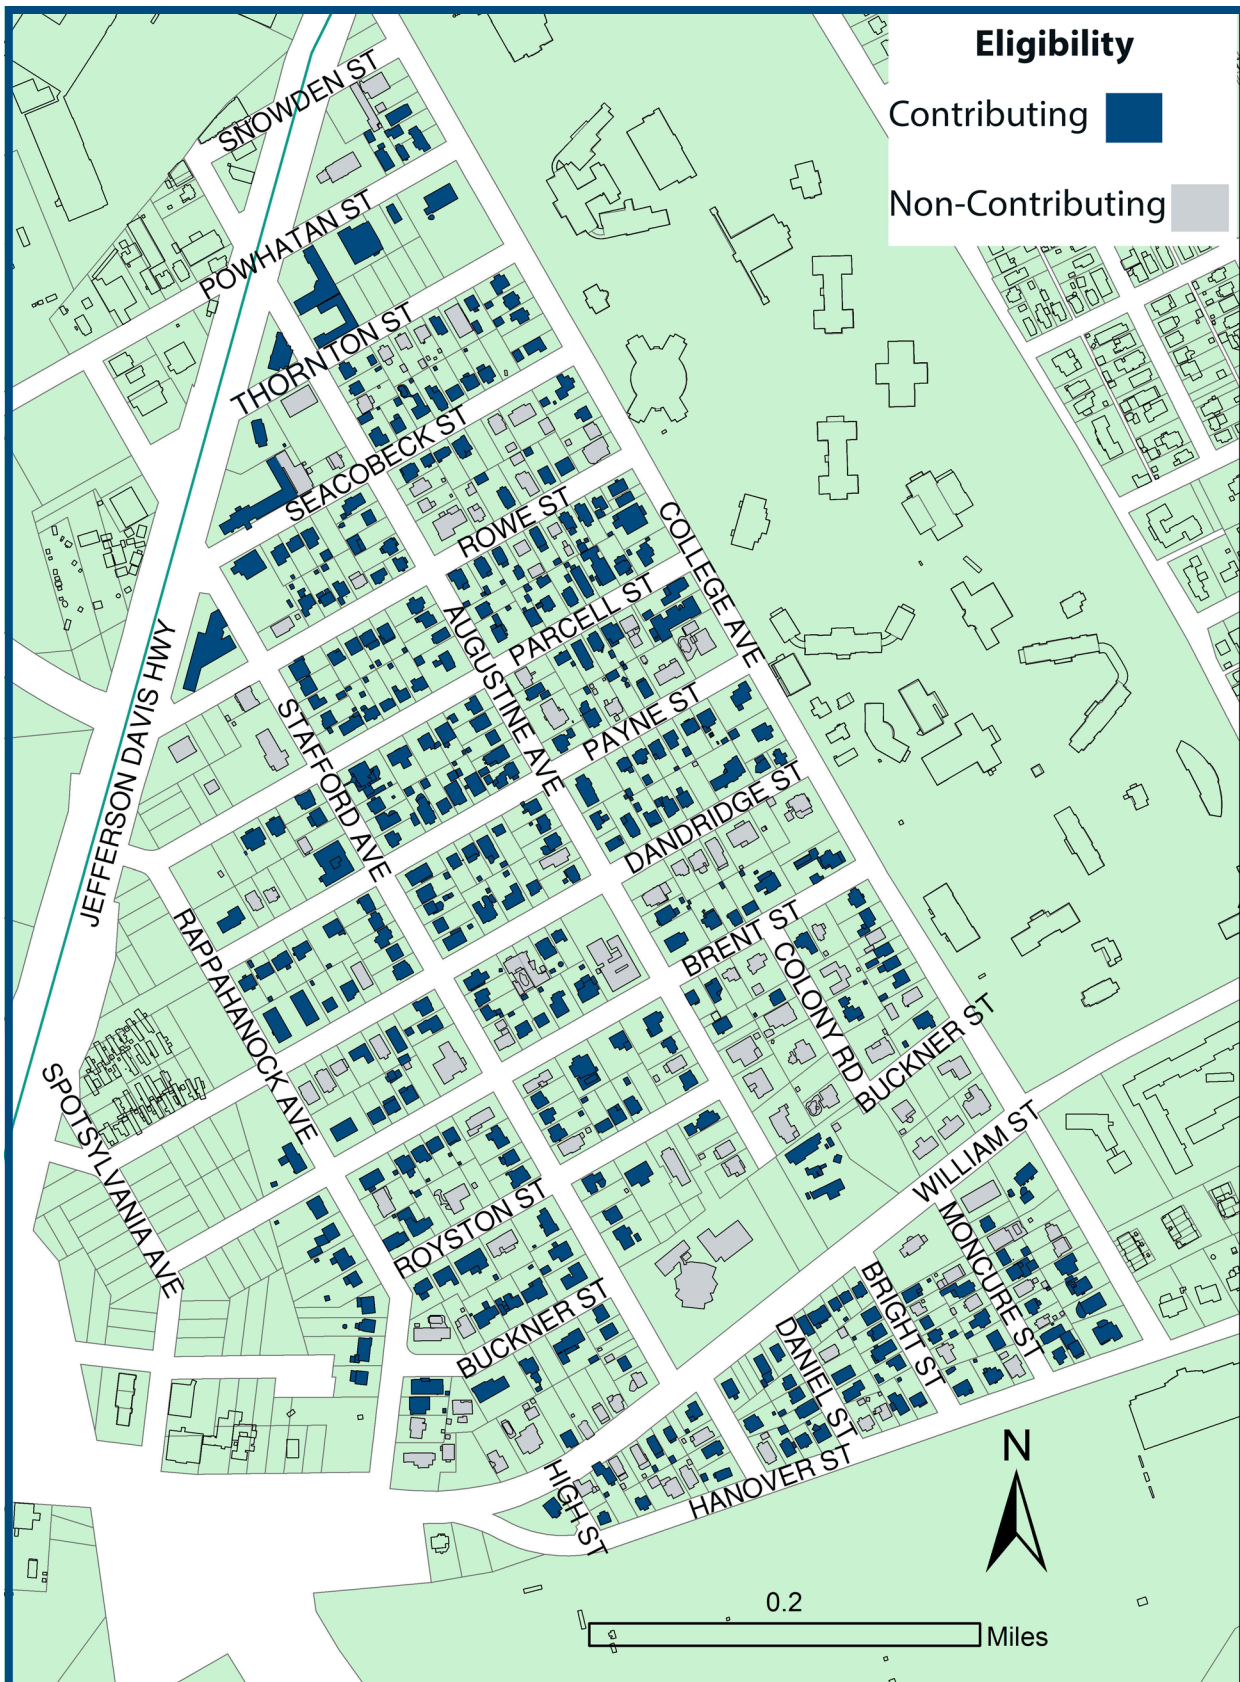 Eligibility
Contributing
Non-Contributing
SNOWDEN ST
POWHATAN ST
THORNTON ST
SEACOBECK ST
ROWE ST
COLLEGE AVE
PARCELL ST
AUGUSTINE AVE
JEFFERSON DAVIS HWY
STAFFORD AVE
PAYNE ST
DANDRIDGE ST
RAPPAHANOCK AVE
BRENT ST
COLONY RD
BUCKNER ST
SPOTSYLVANIA AVE
WILLIAM ST
ROYSTON ST
MONCURE ST
BRIGHT ST
BUCKNER ST
DANIEL ST
HANOVER ST
HIGH ST
N
0.2
Miles